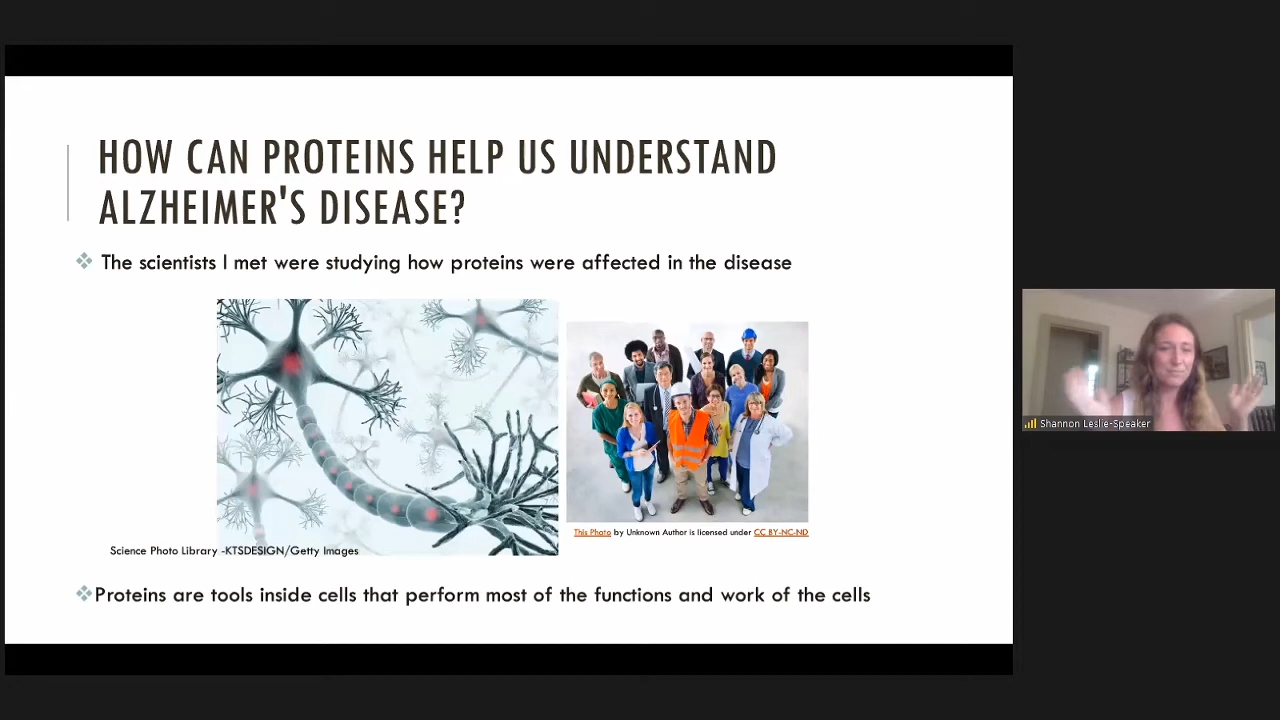 HOW CAN PROTEINS HELP US UNDERSTAND
ALZHEIMER'S DISEASE?
❖ The scientists I met were studying how proteins were affected in the disease
This Photo by Unknown Author is licensed under CC BY-NC-ND
Science Photo Library -KTSDESIGN/Getty Images
❖Proteins are tools inside cells that perform most of the functions and work of the cells
Shannon Leslie-Speaker